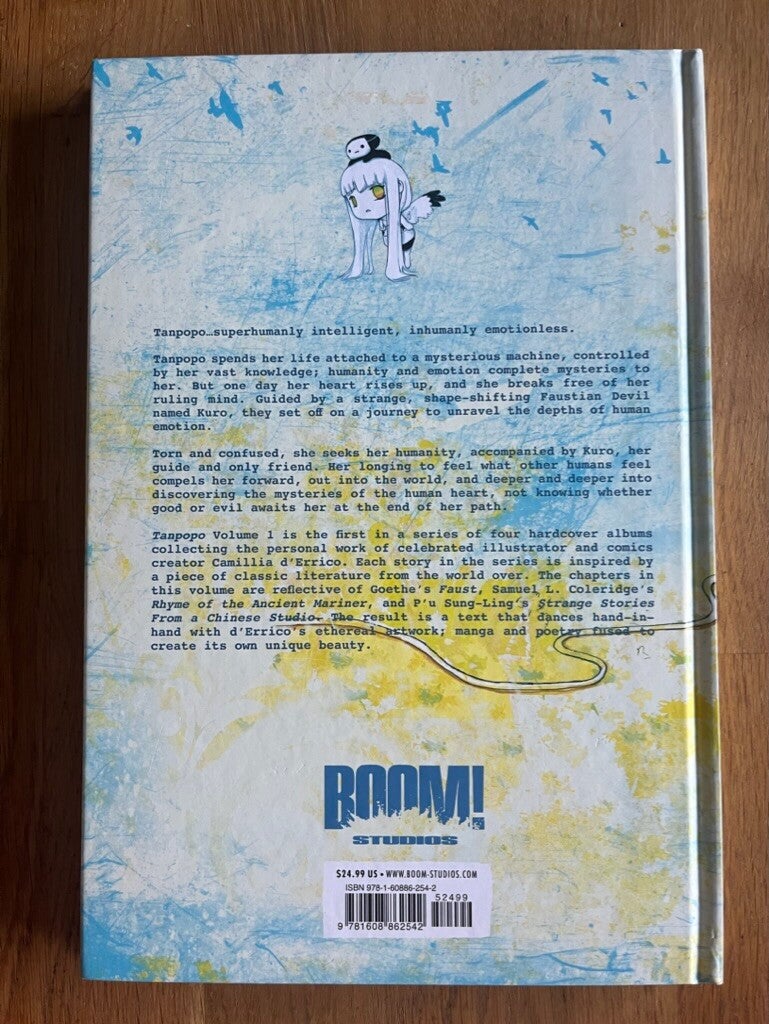 Tanpopo…superhumanly intelligent, inhumanly emotionless.
Tanpopo spends her life attached to a mysterious machine, controlled
by her vast knowledge; humanity and emotion complete mysteries to
her. But one day her heart rises up, and she breaks free of her
ruling mind. Guided by a strange, shape-shifting Faustian Devil
named Kuro, they set off on a journey to unravel the depths of human
emotion.
Torn and confused, she seeks her humanity, accompanied by Kuro, her
guide and only friend. Her longing to feel what other humans feel
compels her forward, out into the world, and deeper and deeper into
discovering the mysteries of the human heart, not knowing whether
good or evil awaits her at the end of her path.
Tanpopo Volume 1 is the first in a series of four hardcover albums
collecting the personal work of celebrated illustrator and comics
creator Camillia d'Errico. Each story in the series is inspired by
a piece of classic literature from the world over. The chapters in
this volume are reflective of Goethe's Faust, Samuel L. Coleridge's
Rhyme of the Ancient Mariner, and P'u Sung-Ling's Strange Stories
From a Chinese Studio. The result is a text that dances hand-in-
hand with d'Errico's ethereal artwork; manga and poetry fused to
create its own unique beauty.
BOOM!
STUDIOS
$24.99 US • WWW.BOOM-STUDIOS.COM
ISBN 978-1-60886-254-2
52499
9 781608 862542